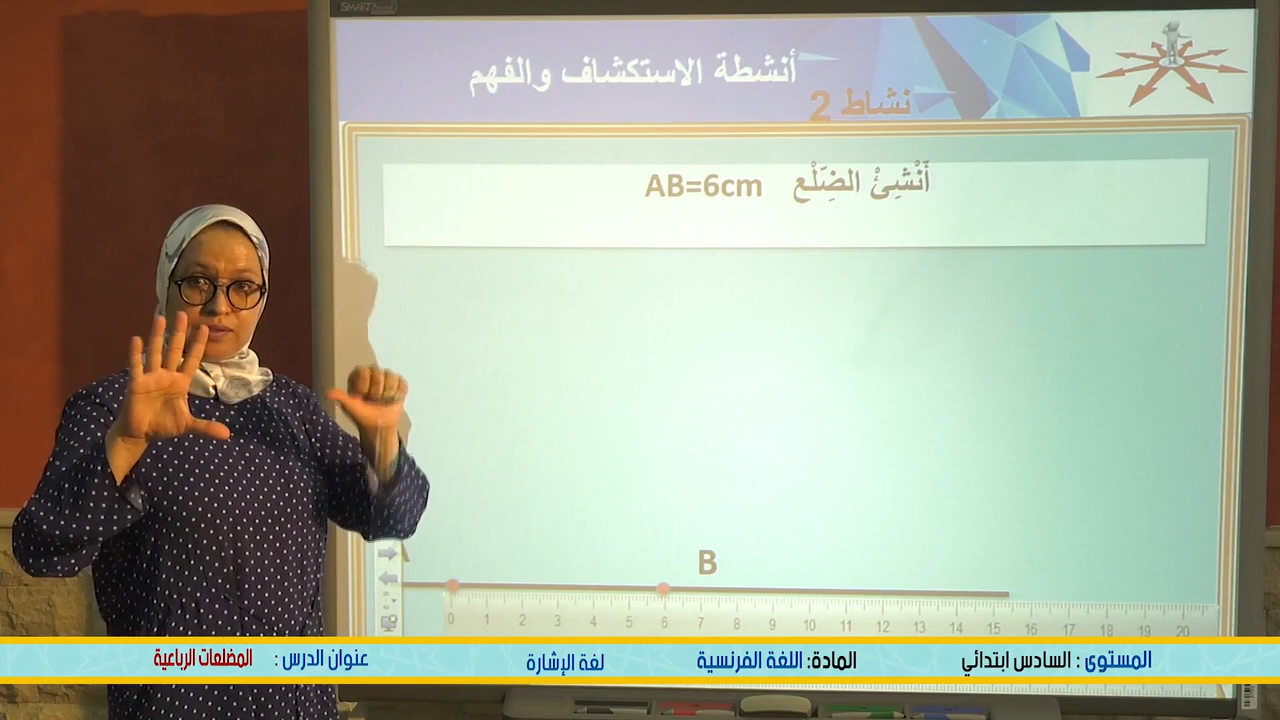 SMART Board
أنشطة الاستكشاف والفهم
نشاط 2
أَنْشِئْ الضِّلْع AB=6cm
B
0 1 2 3 4 5 6 7 8 9 10 11 12 13 14 15 16 17 18 19 20
المستوى : السادس ابتدائي المادة: اللغة الفرنسية لغة الإشارة عنوان الدرس : المضلعات الرباعية